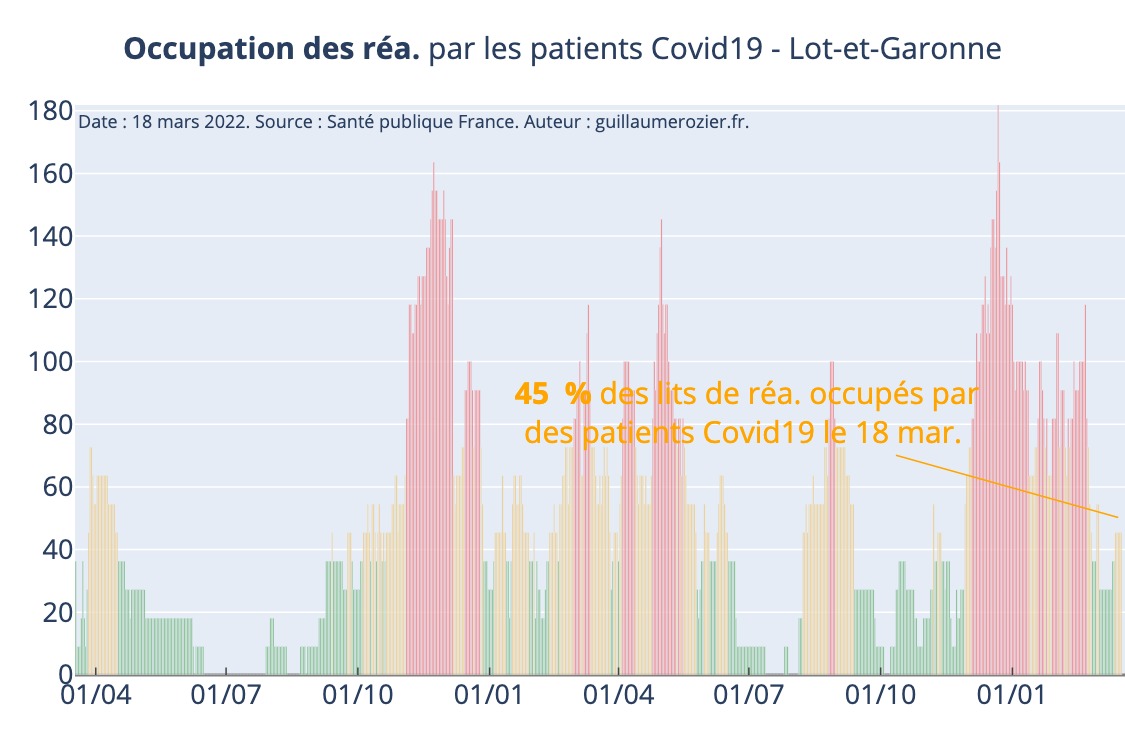 Occupation des réa. par les patients Covid19 - Lot-et-Garonne
180
Date : 18 mars 2022. Source : Santé publique France. Auteur : guillaumerozier.fr.
160
140
120
100
45 % des lits de réa. occupés par
80
des patients Covid19 le 18 mar.
60
40
20
0
01/04 01/07 01/10 01/01 01/04 01/07 01/10 01/01